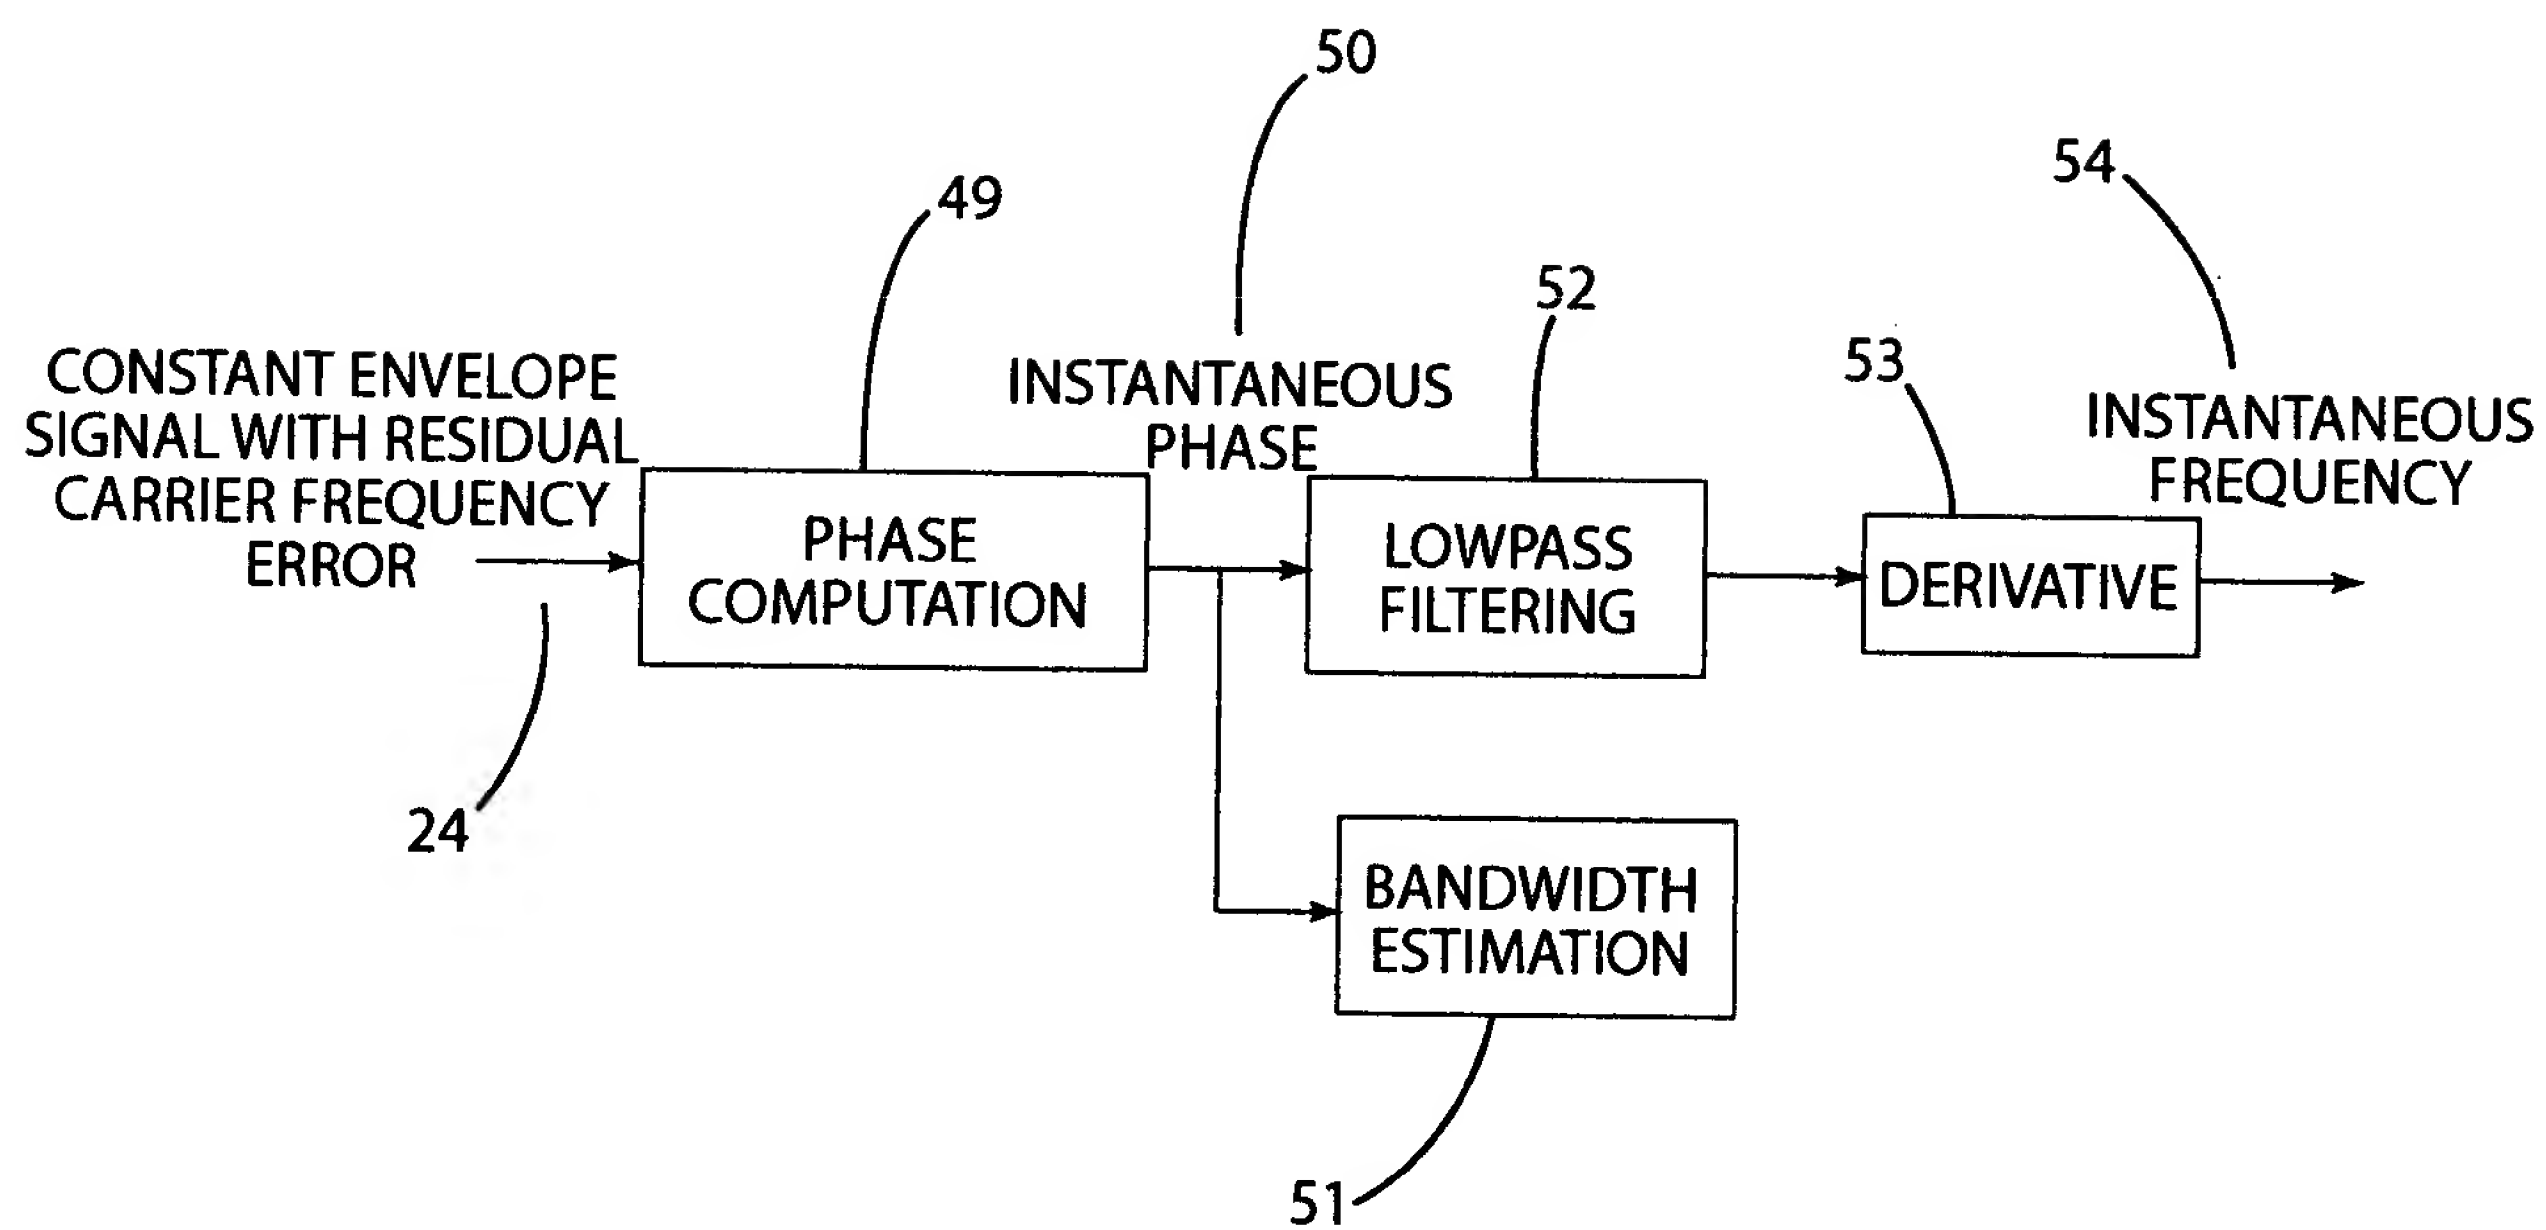 50
54
49
52
53
CONSTANT ENVELOPE
SIGNAL WITH RESIDUAL
CARRIER FREQUENCY
ERROR
INSTANTANEOUS
PHASE
INSTANTANEOUS
FREQUENCY
PHASE
COMPUTATION
LOWPASS
FILTERING
DERIVATIVE
24
BANDWIDTH
ESTIMATION
51